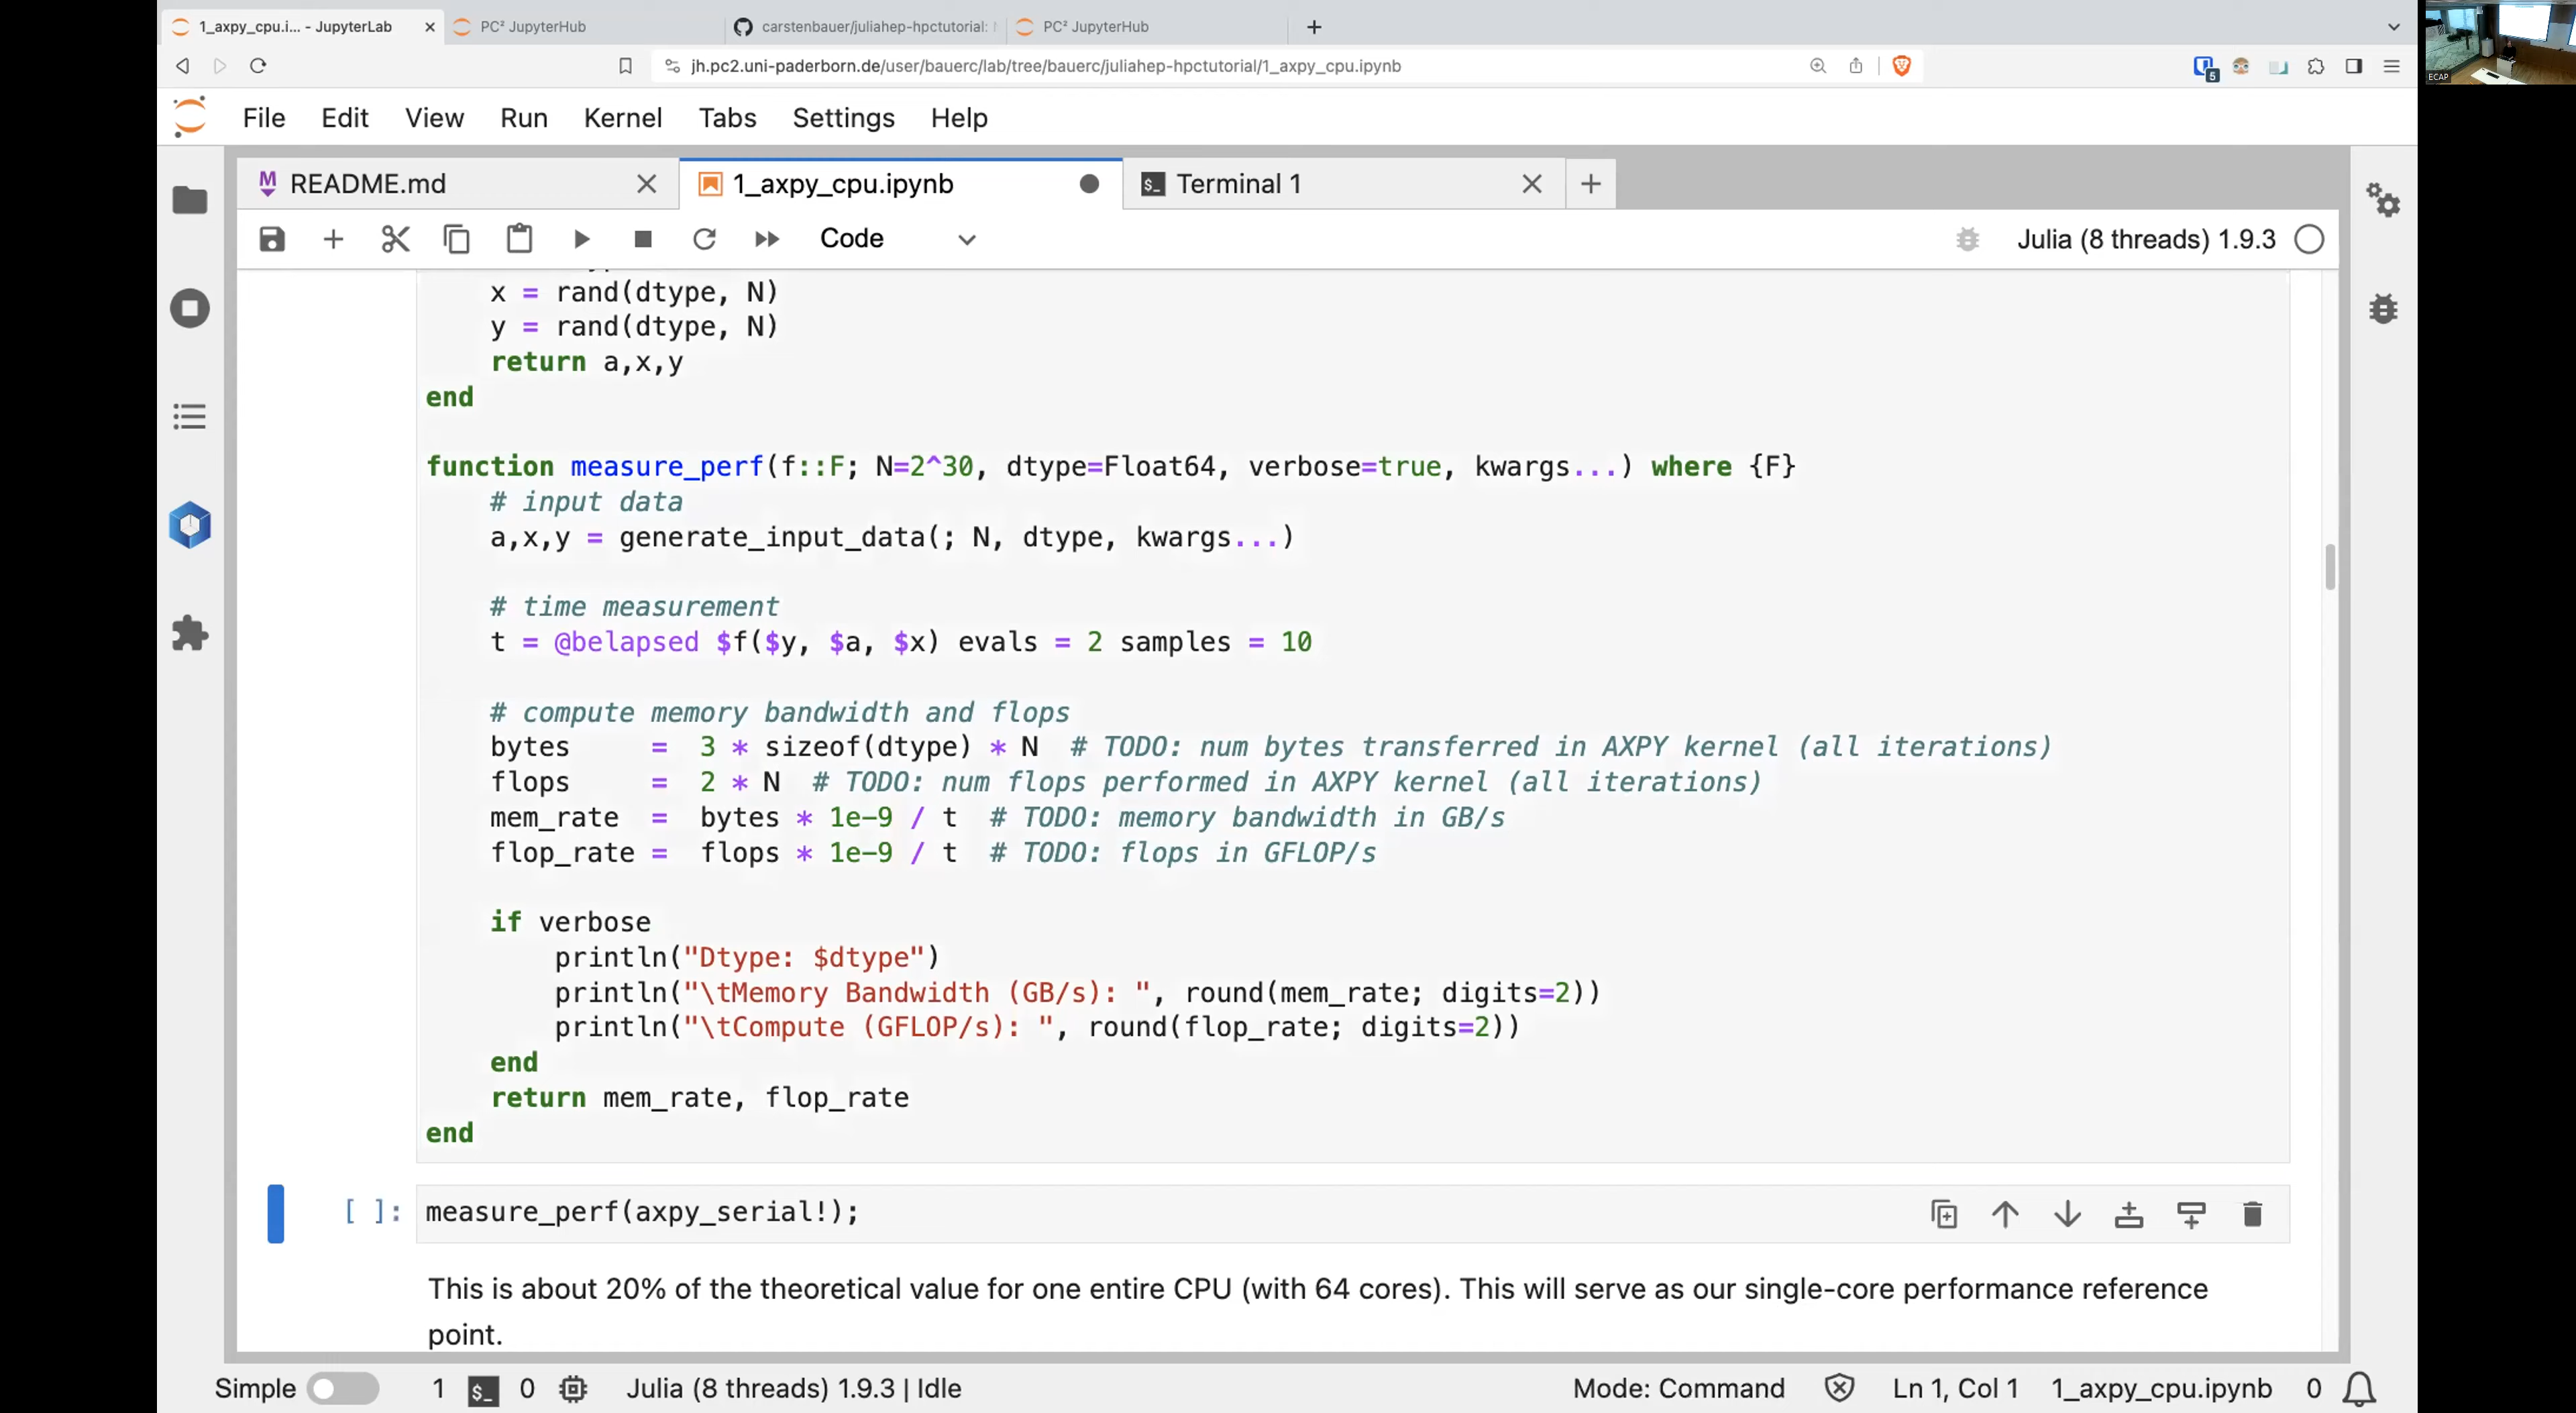 1_axpy_cpu.i... - JupyterLab
PC² JupyterHub
carstenbauer/juliahep-hpctutorial:
PC² JupyterHub
jh.pc2.uni-paderborn.de/user/bauerc/lab/tree/bauerc/juliahep-hpctutorial/1_axpy_cpu.ipynb
5
ECAP
File Edit View Run Kernel Tabs Settings Help
README.md
1_axpy_cpu.ipynb
Terminal 1
Code
Julia (8 threads) 1.9.3
x = rand(dtype, N)
y = rand(dtype, N)
return a,x,y
end
function measure_perf(f::F; N=2^30, dtype=Float64, verbose=true, kwargs...) where {F}
# input data
a,x,y = generate_input_data(; N, dtype, kwargs...)
# time measurement
t = @belapsed $f($y, $a, $x) evals = 2 samples = 10
# compute memory bandwidth and flops
bytes = 3 * sizeof(dtype) * N # TODO: num bytes transferred in AXPY kernel (all iterations)
flops = 2 * N # TODO: num flops performed in AXPY kernel (all iterations)
mem_rate = bytes * 1e-9 / t # TODO: memory bandwidth in GB/s
flop_rate = flops * 1e-9 / t # TODO: flops in GFLOP/s
if verbose
println("Dtype: $dtype")
println("\tMemory Bandwidth (GB/s): ", round(mem_rate; digits=2))
println("\tCompute (GFLOP/s): ", round(flop_rate; digits=2))
end
return mem_rate, flop_rate
end
[ ]: measure_perf(axpy_serial!);
This is about 20% of the theoretical value for one entire CPU (with 64 cores). This will serve as our single-core performance reference
point.
Simple 1 $_ 0 Julia (8 threads) 1.9.3 | Idle Mode: Command Ln 1, Col 1 1_axpy_cpu.ipynb 0